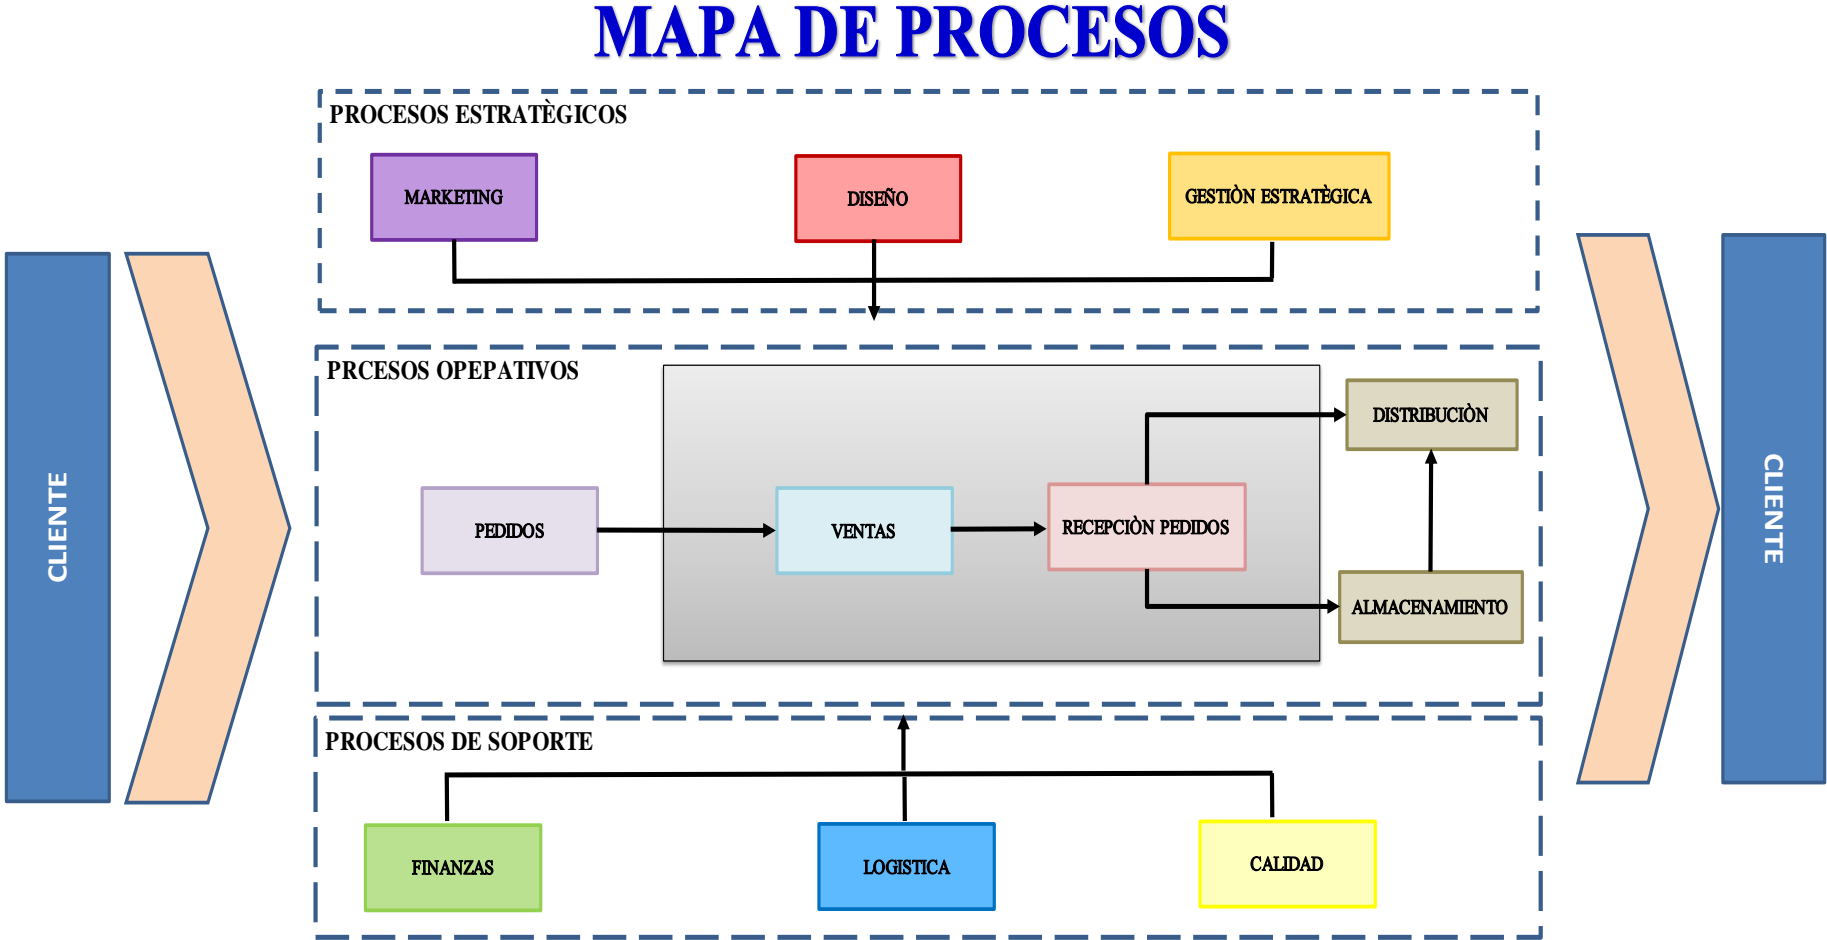 MAPA DE PROCESOS
PROCESOS ESTRATÈGICOS
MARKETING
DISEÑO
GESTIÒN ESTRATÈGICA
CLIENTE
PRCESOS OPEPATIVOS
DISTRIBUCIÒN
PEDIDOS
VENTAS
RECEPCIÒN PEDIDOS
ALMACENAMIENTO
CLIENTE
PROCESOS DE SOPORTE
FINANZAS
LOGISTICA
CALIDAD